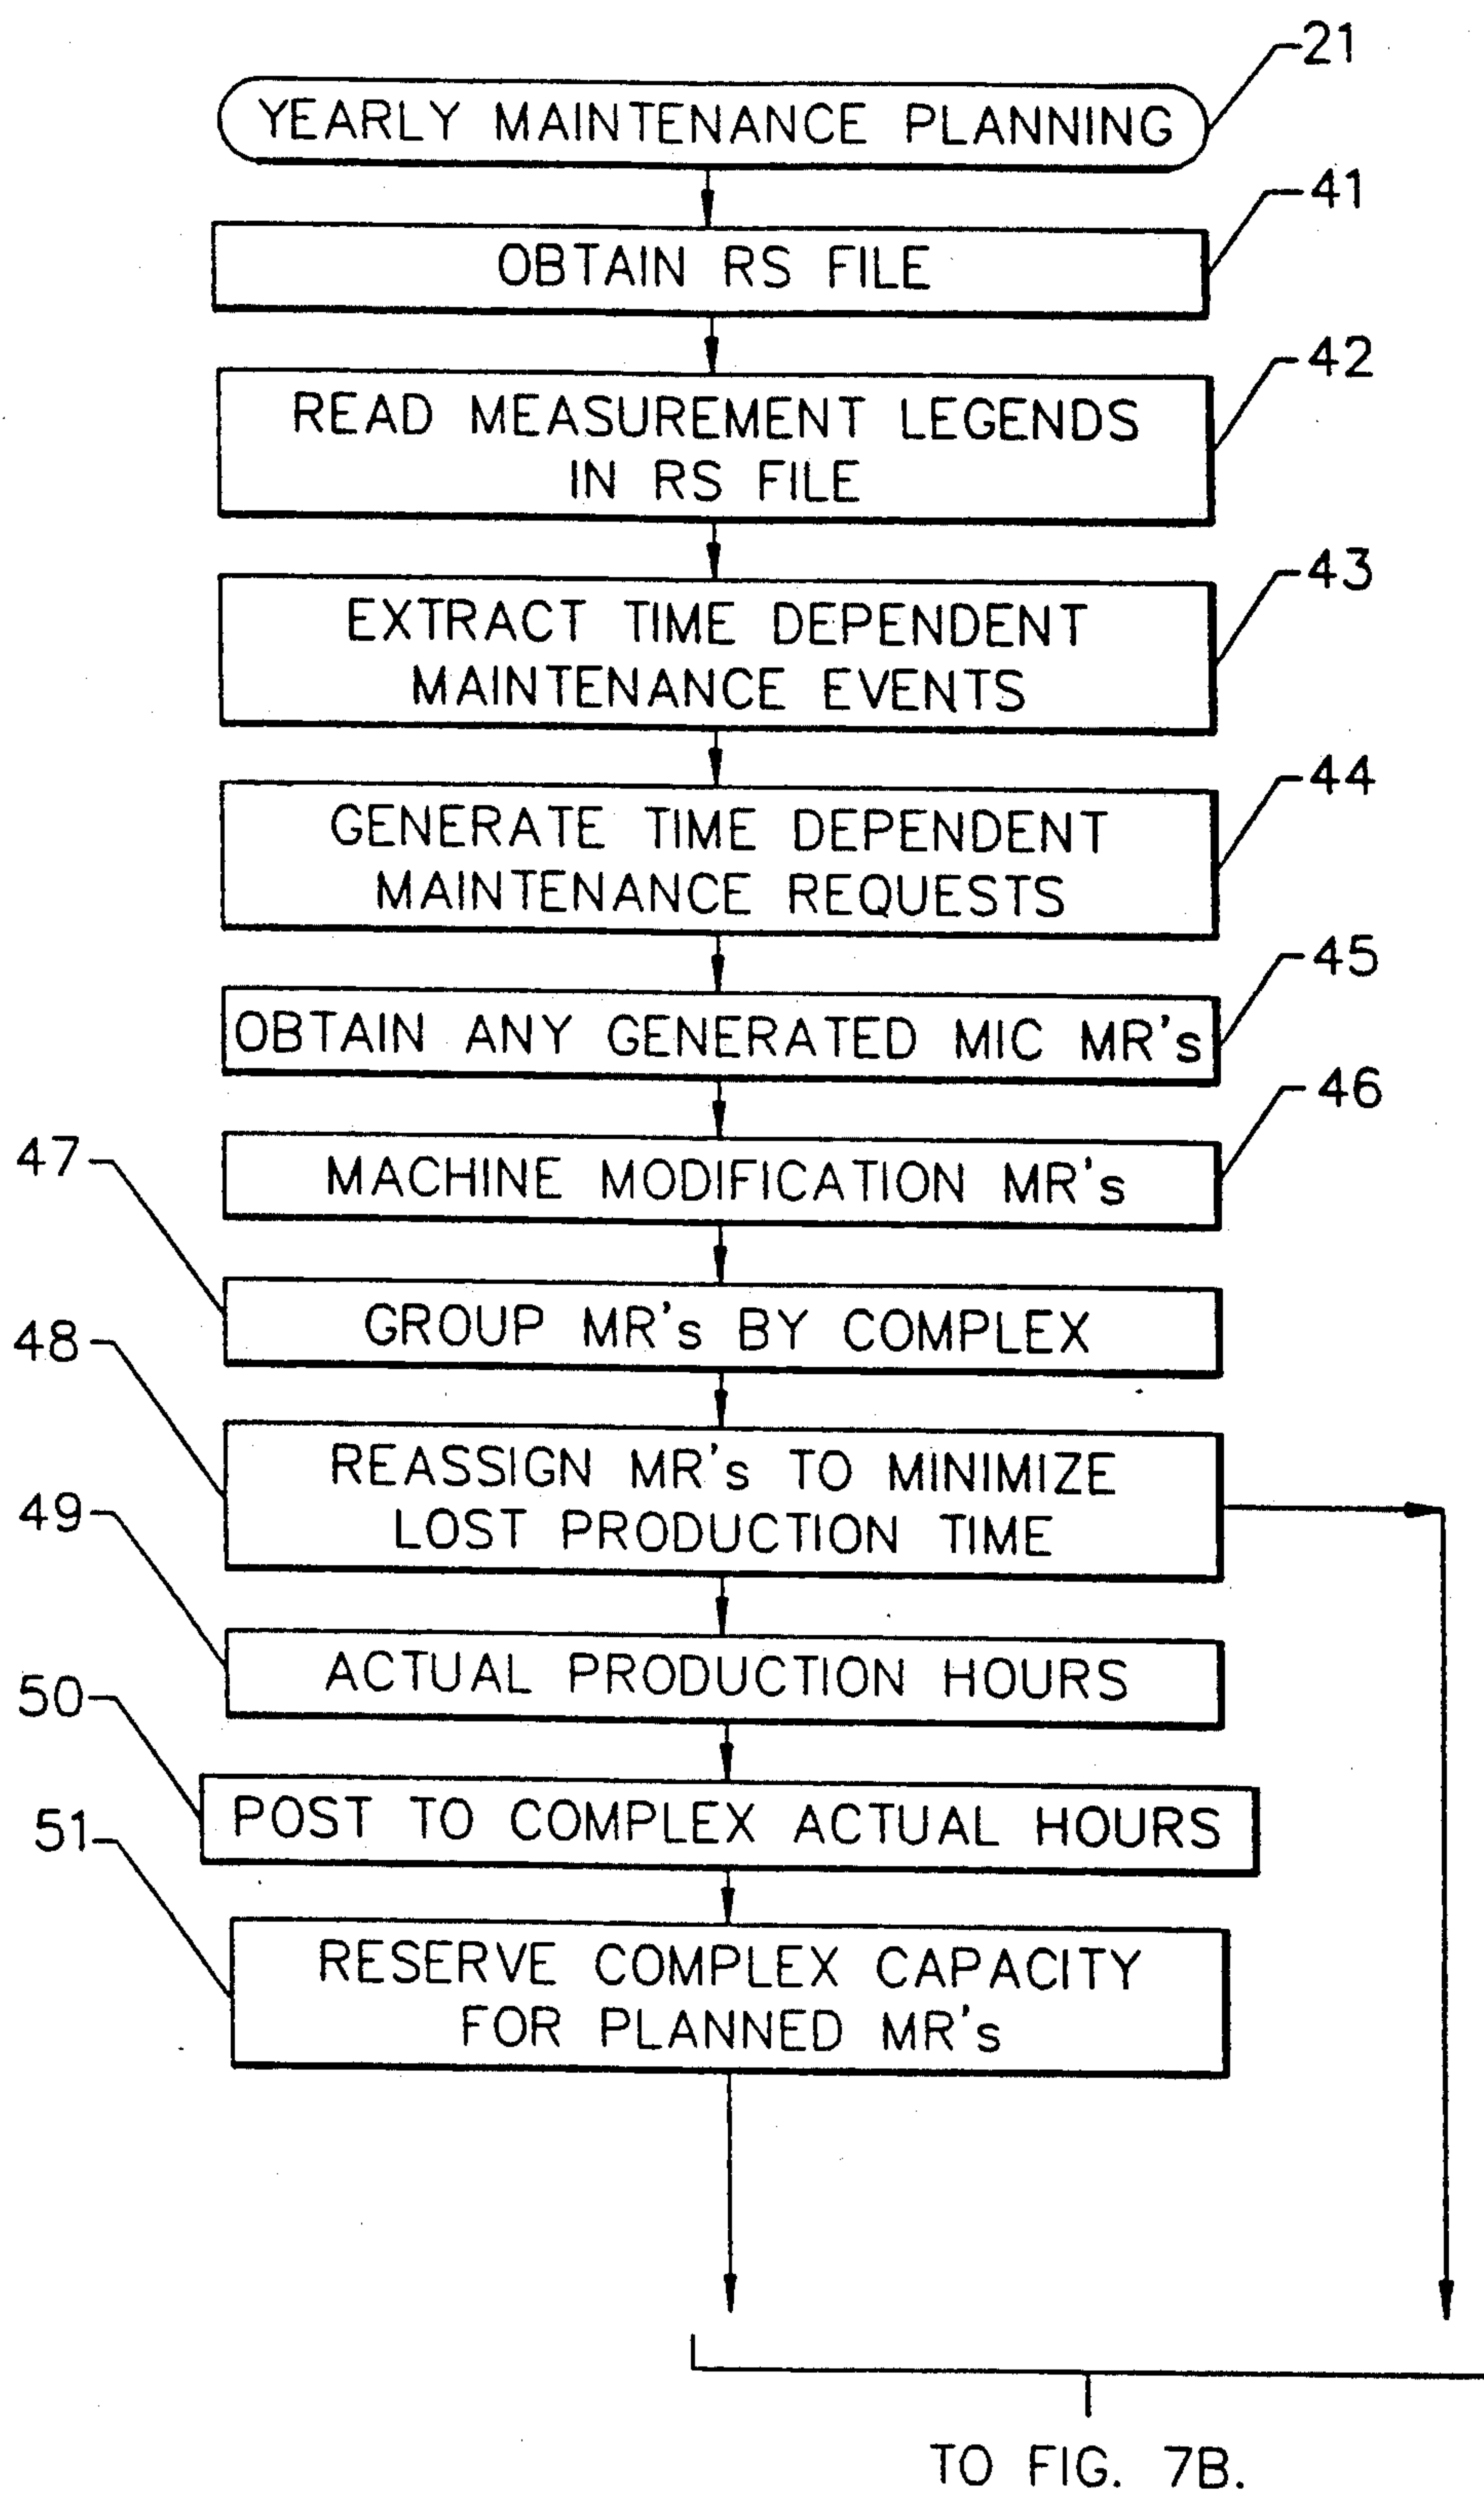 21
YEARLY MAINTENANCE PLANNING
41
OBTAIN RS FILE
42
READ MEASUREMENT LEGENDS
IN RS FILE
43
EXTRACT TIME DEPENDENT
MAINTENANCE EVENTS
44
GENERATE TIME DEPENDENT
MAINTENANCE REQUESTS
45
OBTAIN ANY GENERATED MIC MR's
46
MACHINE MODIFICATION MR's
47
GROUP MR's BY COMPLEX
48
REASSIGN MR's TO MINIMIZE
LOST PRODUCTION TIME
49
ACTUAL PRODUCTION HOURS
50
POST TO COMPLEX ACTUAL HOURS
51
RESERVE COMPLEX CAPACITY
FOR PLANNED MR's
TO FIG. 7B.